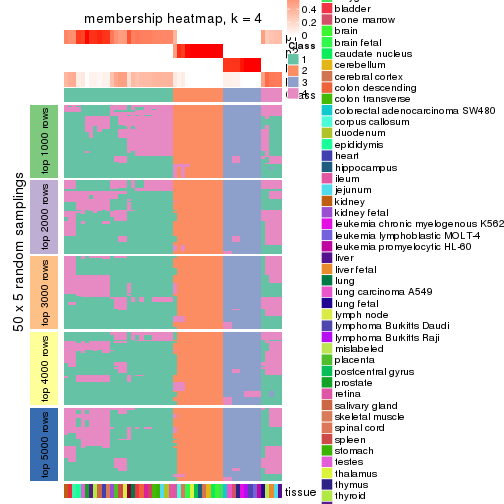 membership heatmap, k = 4
50 x 5 random samplings
top 1000 rows
top 2000 rows
top 3000 rows
top 4000 rows
top 5000 rows
0.4
0.2
0
Class
1
2
3
4
tissue
bladder
bone marrow
brain
brain fetal
caudate nucleus
cerebellum
cerebral cortex
colon descending
colon transverse
colorectal adenocarcinoma SW480
corpus callosum
duodenum
epididymis
heart
hippocampus
ileum
jejunum
kidney
kidney fetal
leukemia chronic myelogenous K562
leukemia lymphoblastic MOLT-4
leukemia promyelocytic HL-60
liver
liver fetal
lung
lung carcinoma A549
lung fetal
lymph node
lymphoma Burkitts Daudi
lymphoma Burkitts Raji
mislabeled
placenta
postcentral gyrus
prostate
retina
salivary gland
skeletal muscle
spinal cord
spleen
stomach
testes
thalamus
thymus
thyroid